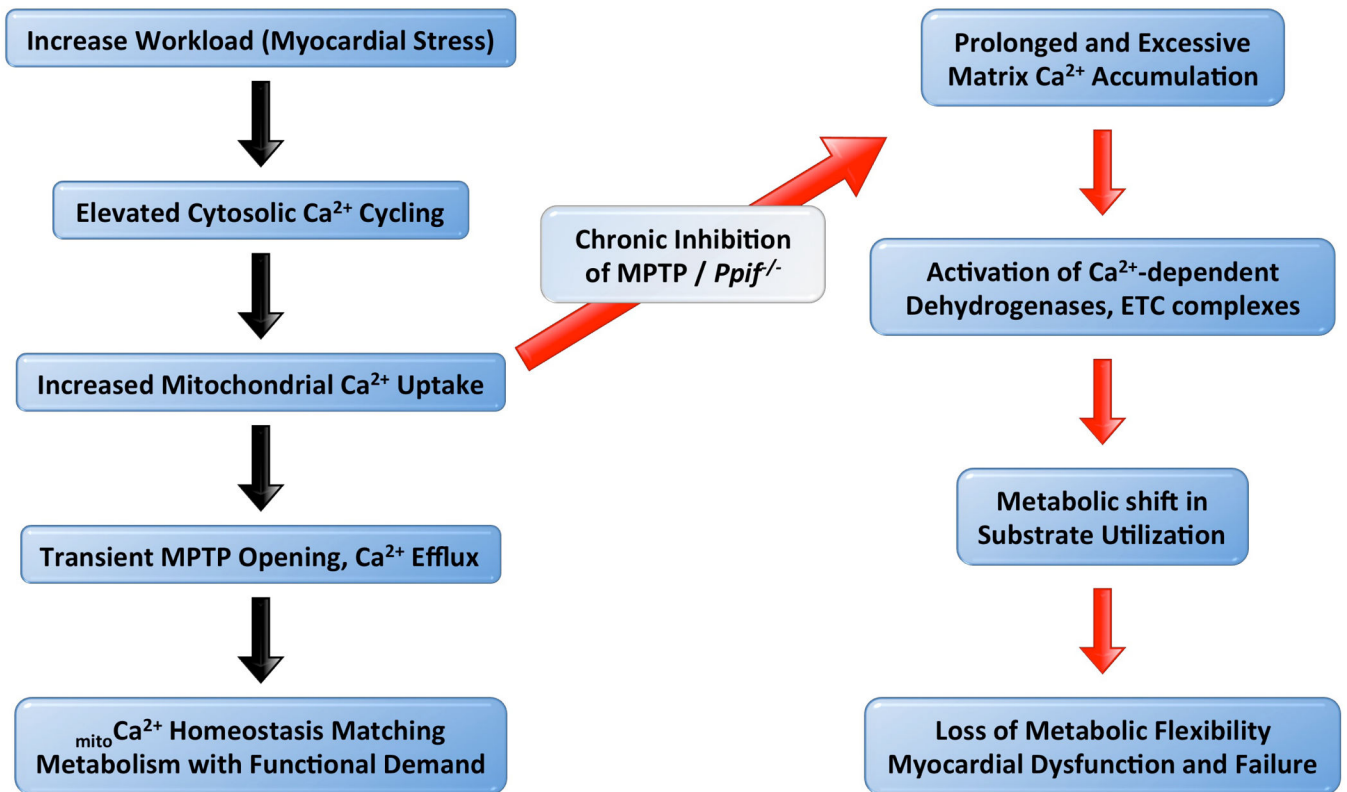 Increase Workload (Myocardial Stress)
Elevated Cytosolic Ca²⁺ Cycling
Increased Mitochondrial Ca²⁺ Uptake
Transient MPTP Opening, Ca²⁺ Efflux
mitoCa²⁺ Homeostasis Matching
Metabolism with Functional Demand
Chronic Inhibition
of MPTP / Ppif⁻/⁻
Prolonged and Excessive
Matrix Ca²⁺ Accumulation
Activation of Ca²⁺-dependent
Dehydrogenases, ETC complexes
Metabolic shift in
Substrate Utilization
Loss of Metabolic Flexibility
Myocardial Dysfunction and Failure